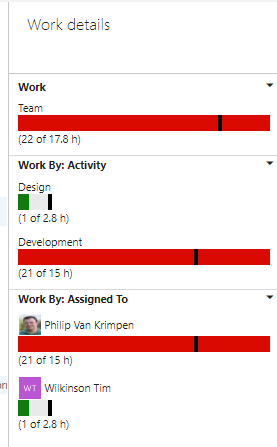 Work details
Work
Team
(22 of 17.8 h)
Work By: Activity
Design
(1 of 2.8 h)
Development
(21 of 15 h)
Work By: Assigned To
Philip Van Krimpen
(21 of 15 h)
WT Wilkinson Tim
(1 of 2.8 h)